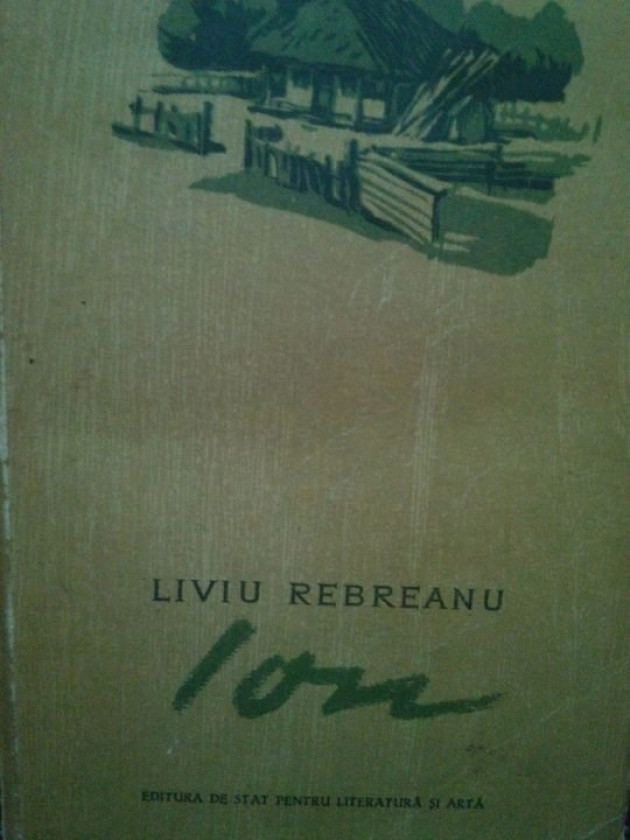 LIVIU REBREANU
Ion
EDITURA DE STAT PENTRU LITERATURĂ ȘI ARTĂ